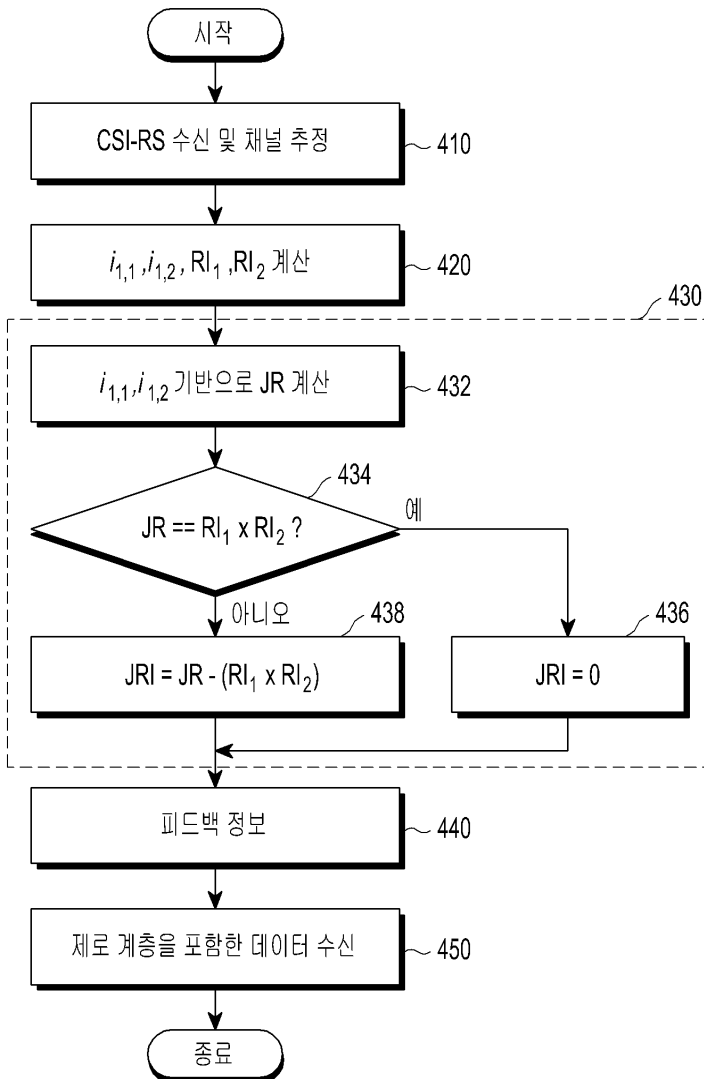 시작
CSI-RS 수신 및 채널 추정
410
i1,1 ,i1,2 , RI1 ,RI2 계산
420
430
i1,1 ,i1,2 기반으로 JR 계산
432
434
JR == RI1 x RI2 ?
예
아니오
438
JRI = JR - (RI1 x RI2)
436
JRI = 0
피드백 정보
440
제로 계층을 포함한 데이터 수신
450
종료